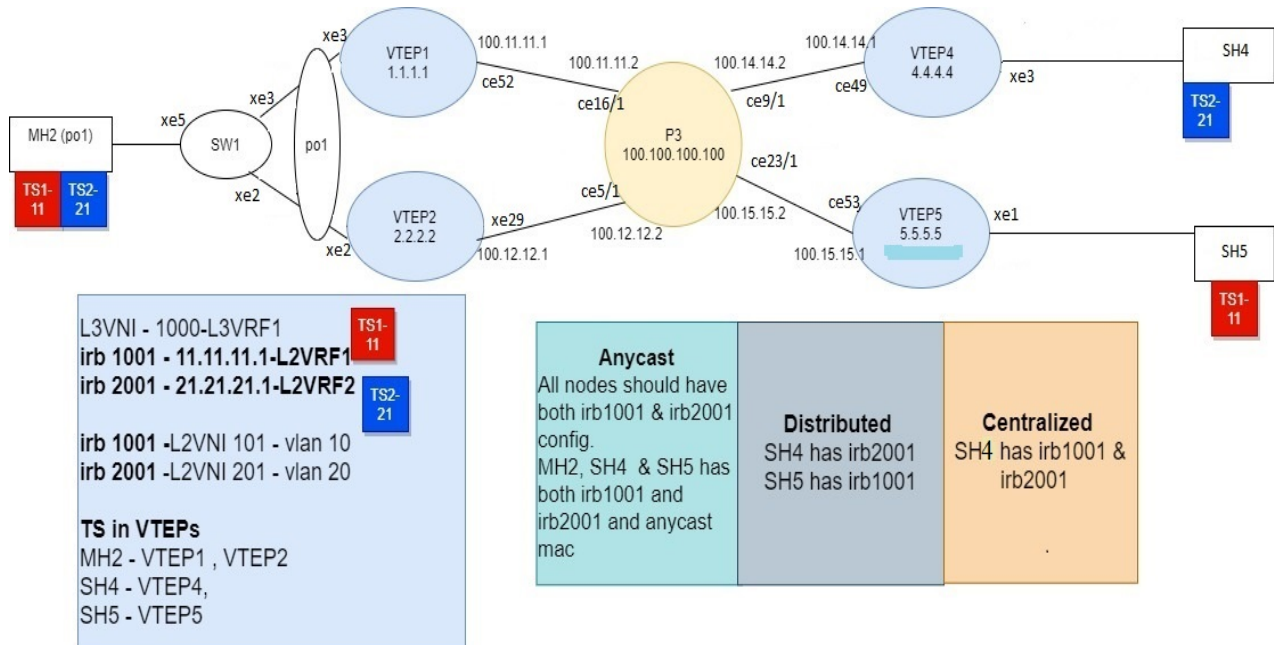 xe3
VTEP1
1.1.1.1
100.11.11.1
ce52
100.11.11.2
ce16/1
100.14.14.1
100.14.14.2
ce9/1
ce49
VTEP4
4.4.4.4
xe3
SH4
TS2-
21
MH2 (po1)
TS1-
11
TS2-
21
xe5
SW1
xe3
xe2
po1
P3
100.100.100.100
ce23/1
ce5/1
xe2
VTEP2
2.2.2.2
xe29
100.12.12.1
100.12.12.2
100.15.15.2
ce53
100.15.15.1
VTEP5
5.5.5.5
xe1
SH5
TS1-
11
L3VNI - 1000-L3VRF1
irb 1001 - 11.11.11.1-L2VRF1
irb 2001 - 21.21.21.1-L2VRF2
TS1-
11
TS2-
21
irb 1001 -L2VNI 101 - vlan 10
irb 2001 -L2VNI 201 - vlan 20
TS in VTEPs
MH2 - VTEP1 , VTEP2
SH4 - VTEP4,
SH5 - VTEP5
Anycast
All nodes should have
both irb1001 & irb2001
config.
MH2, SH4 & SH5 has
both irb1001 and
irb2001 and anycast
mac
Distributed
SH4 has irb2001
SH5 has irb1001
Centralized
SH4 has irb1001 &
irb2001
.